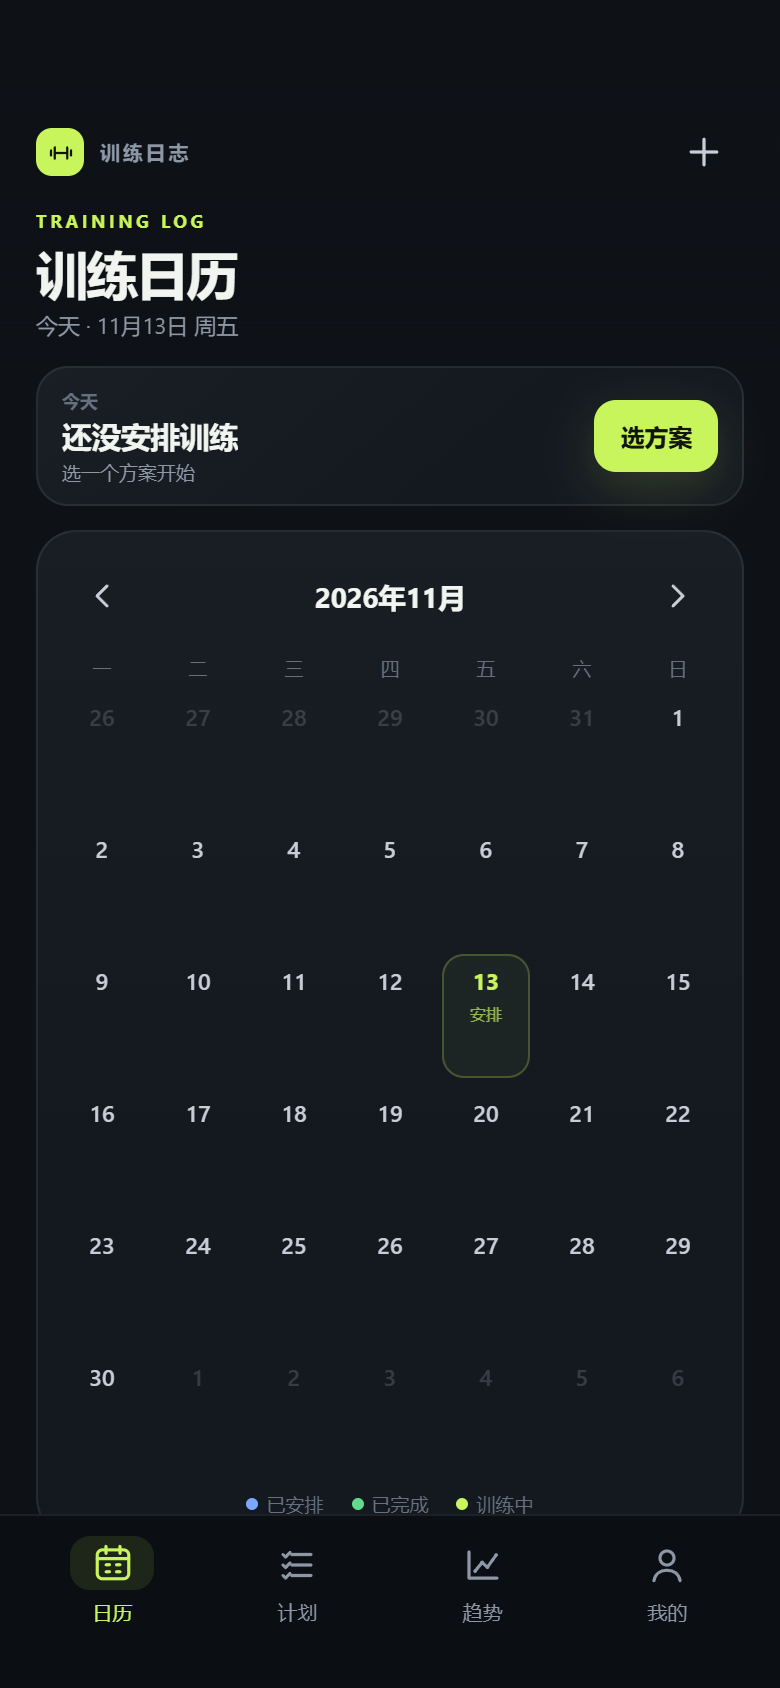 训练日志
TRAINING LOG
训练日历
今天 · 11月13日 周五
今天
还没安排训练
选一个方案开始
选方案
2026年11月
一 二 三 四 五 六 日
26 27 28 29 30 31 1
2 3 4 5 6 7 8
9 10 11 12 13 14 15
安排
16 17 18 19 20 21 22
23 24 25 26 27 28 29
30 1 2 3 4 5 6
已安排 已完成 训练中
日历 计划 趋势 我的